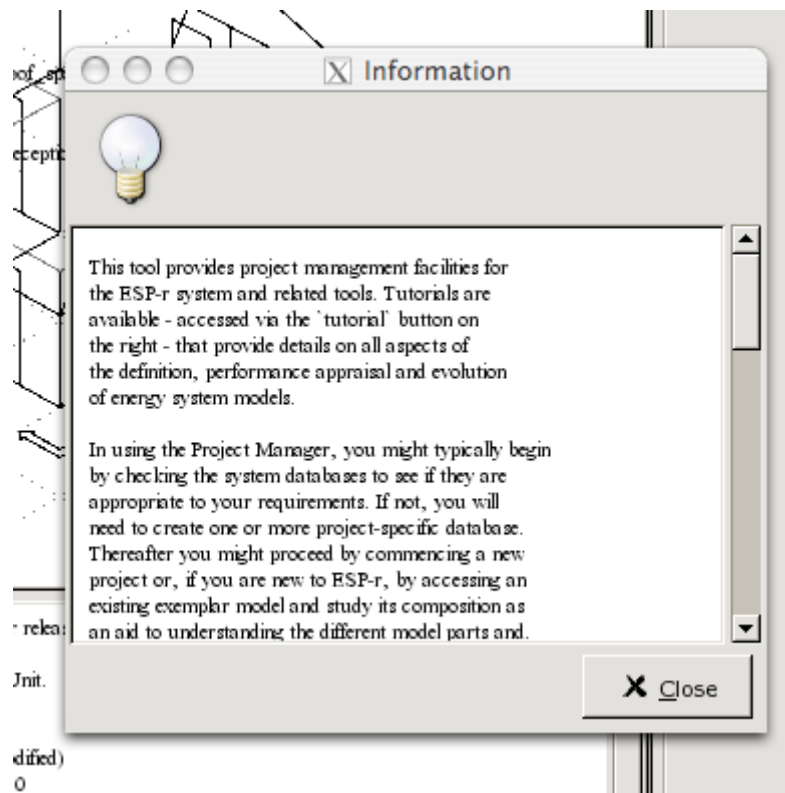 Information
This tool provides project management facilities for
the ESP-r system and related tools. Tutorials are
available - accessed via the `tutorial` button on
the right - that provide details on all aspects of
the definition, performance appraisal and evolution
of energy system models.
In using the Project Manager, you might typically begin
by checking the system databases to see if they are
appropriate to your requirements. If not, you will
need to create one or more project-specific database.
Thereafter you might proceed by commencing a new
project or, if you are new to ESP-r, by accessing an
existing exemplar model and study its composition as
an aid to understanding the different model parts and.
Close
Unit.
0